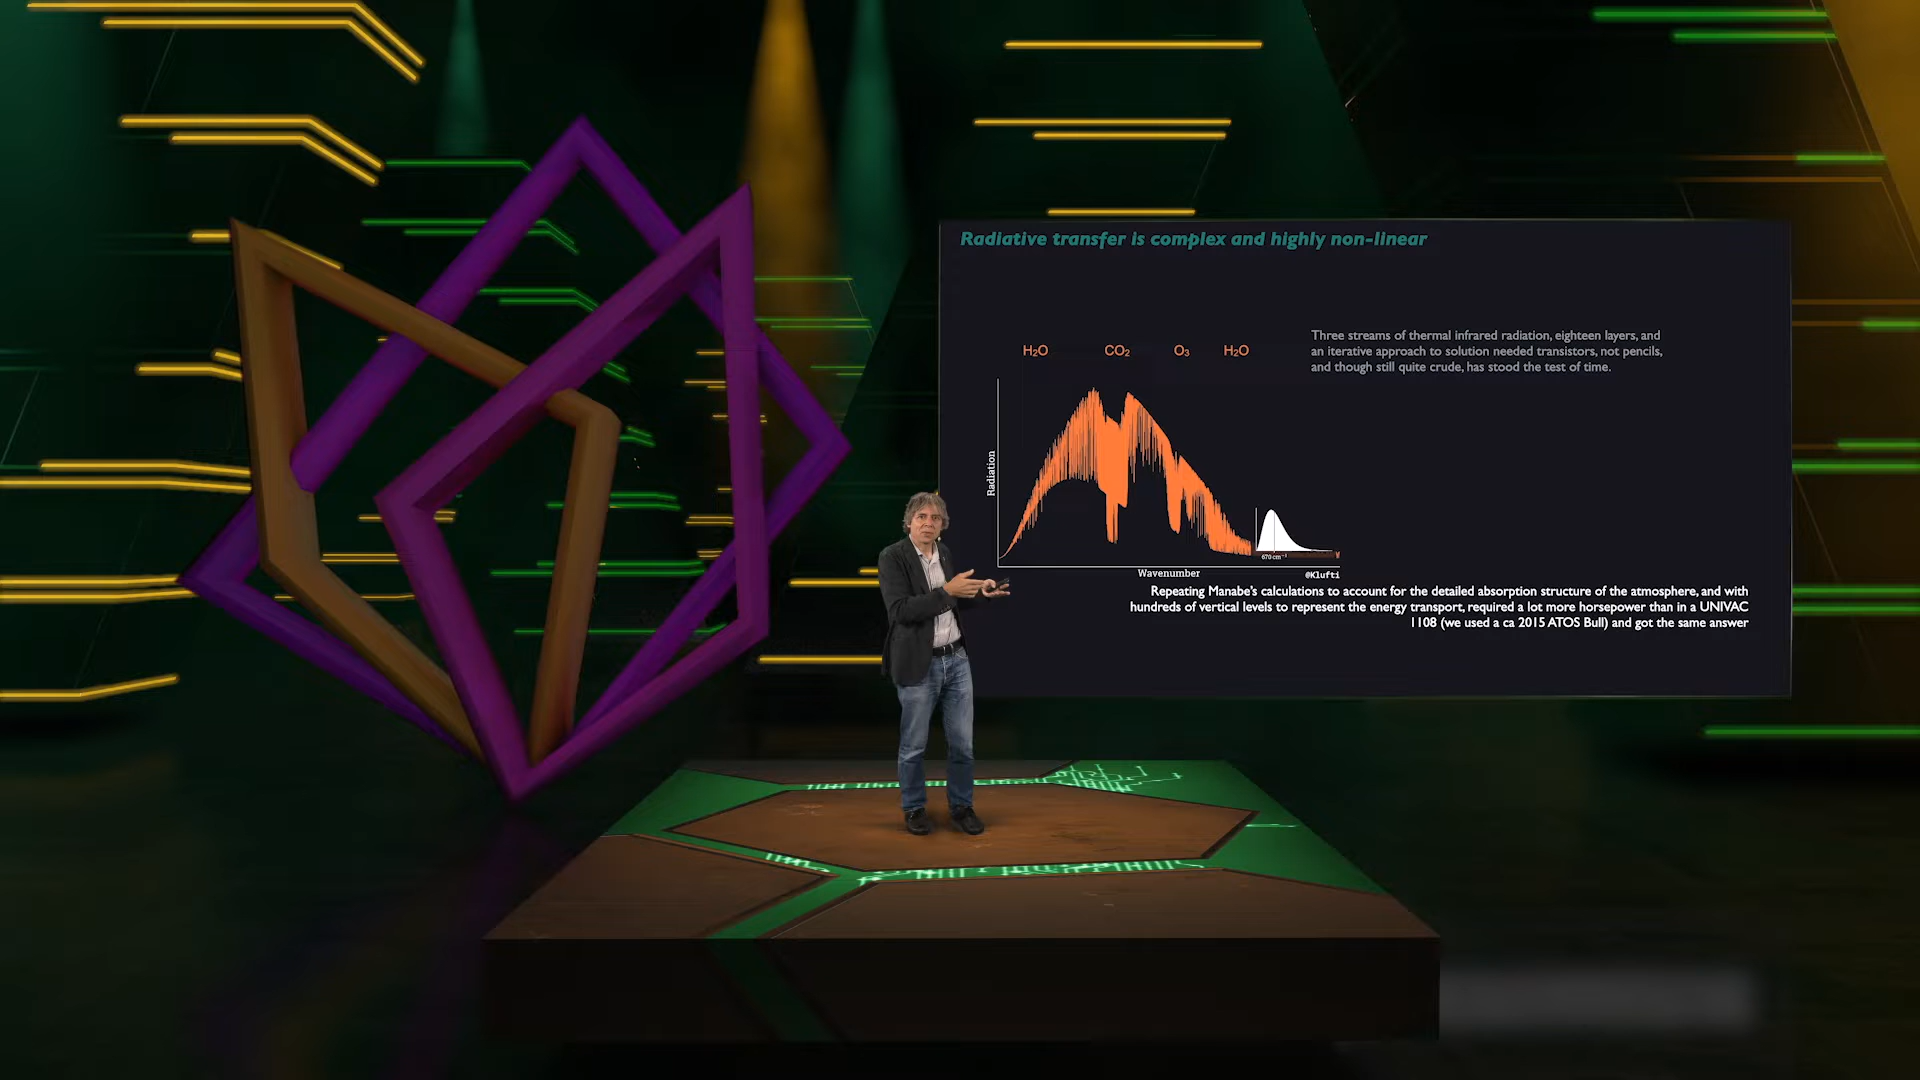 Radiative transfer is complex and highly non-linear
Three streams of thermal infrared radiation, eighteen layers, and
an iterative approach to solution needed transistors, not pencils,
and though still quite crude, has stood the test of time.
H₂O CO₂ O₃ H₂O
Radiation
670 cm⁻¹
Wavenumber
@Klufti
Repeating Manabe's calculations to account for the detailed absorption structure of the atmosphere, and with
hundreds of vertical levels to represent the energy transport, required a lot more horsepower than in a UNIVAC
1108 (we used a ca 2015 ATOS Bull) and got the same answer